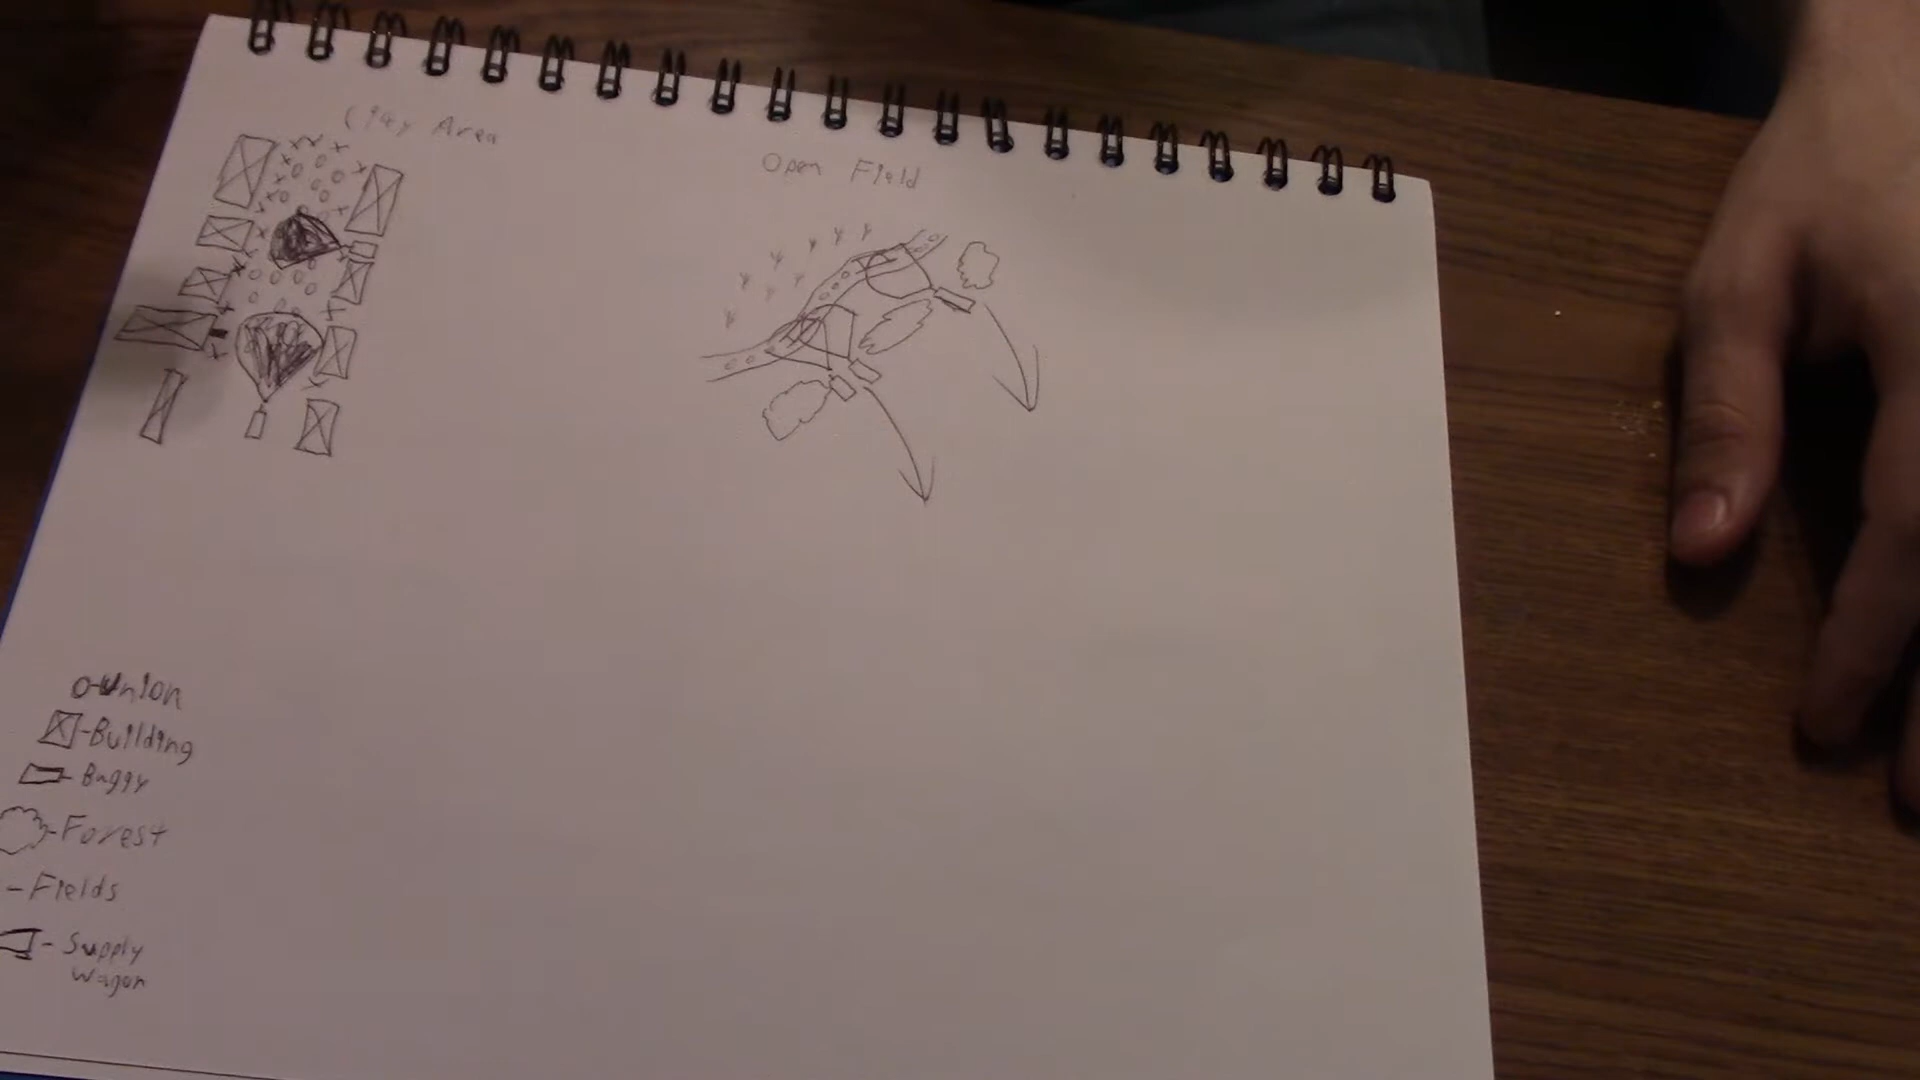 City Area
Open Field
O-Union
-Building
- Buggy
-Forest
-Fields
- Supply
Wagon